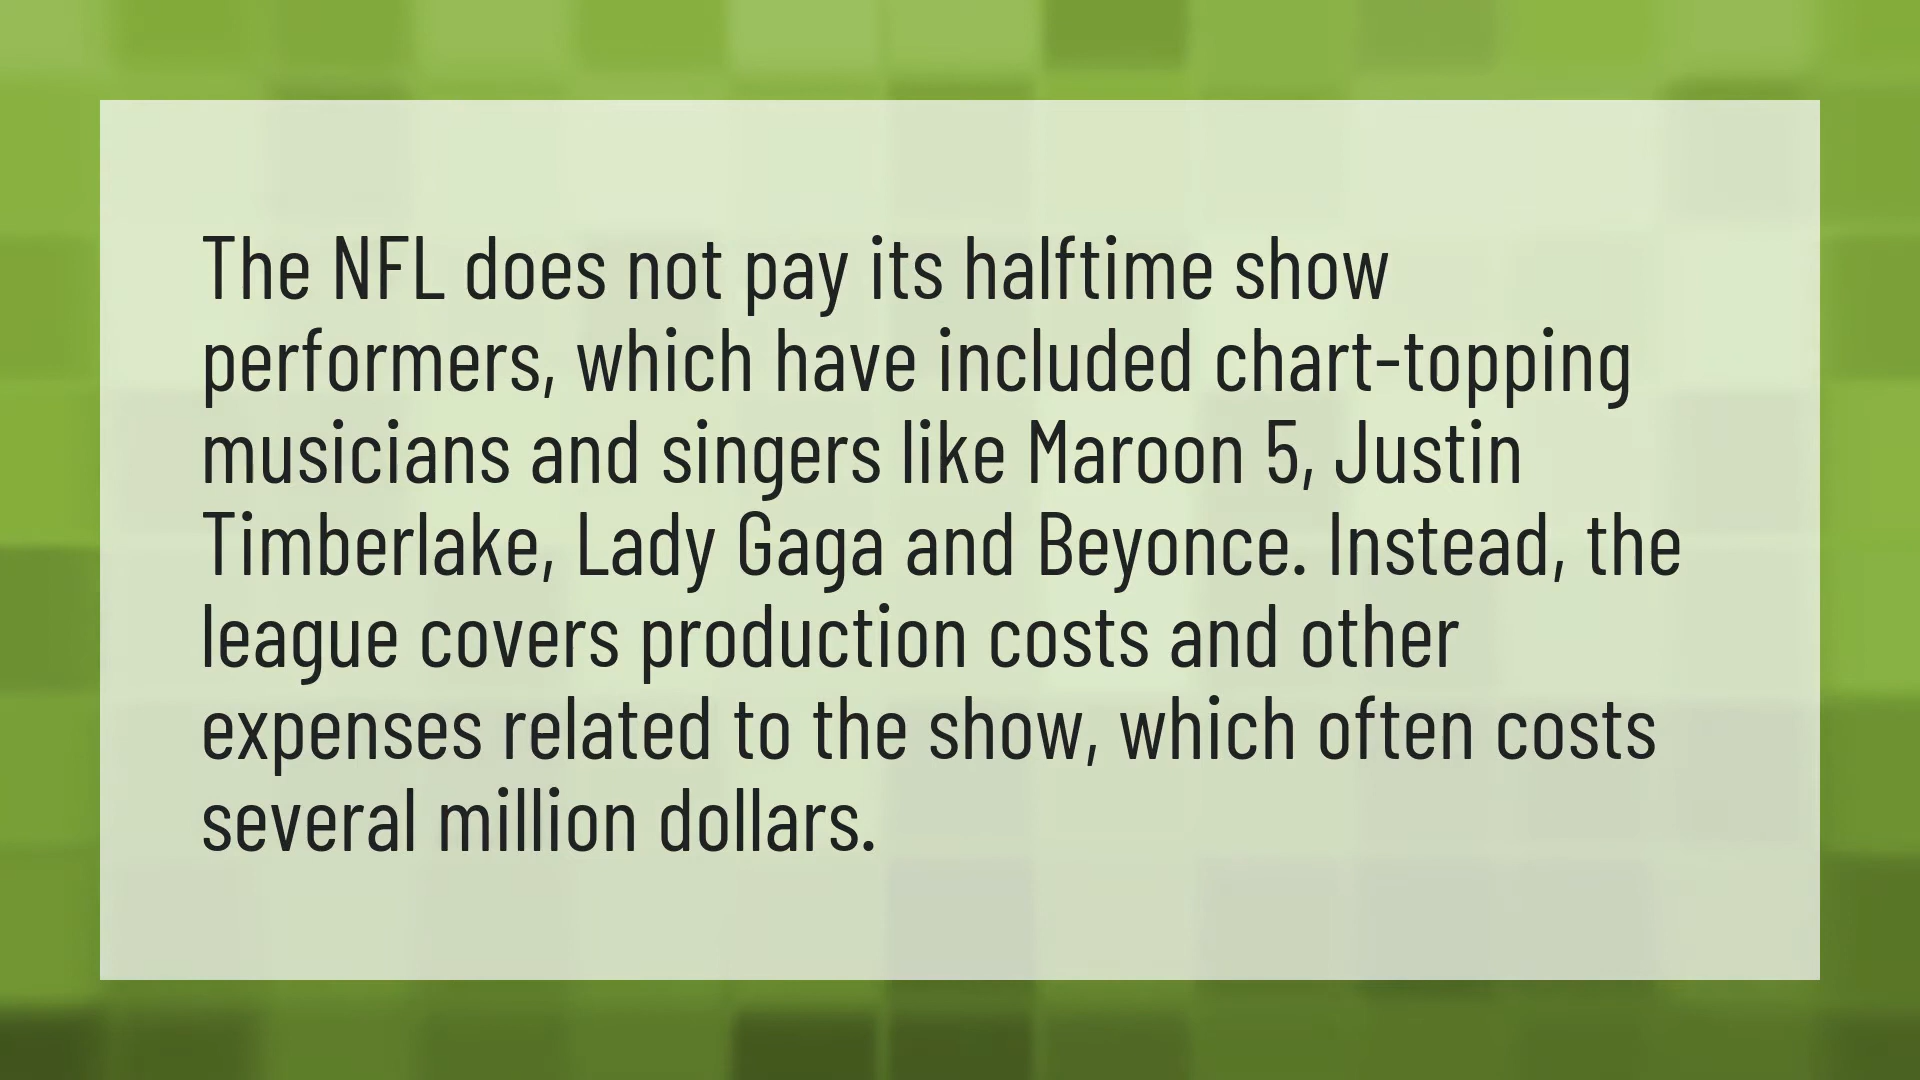 The NFL does not pay its halftime show
performers, which have included chart-topping
musicians and singers like Maroon 5, Justin
Timberlake, Lady Gaga and Beyonce. Instead, the
league covers production costs and other
expenses related to the show, which often costs
several million dollars.